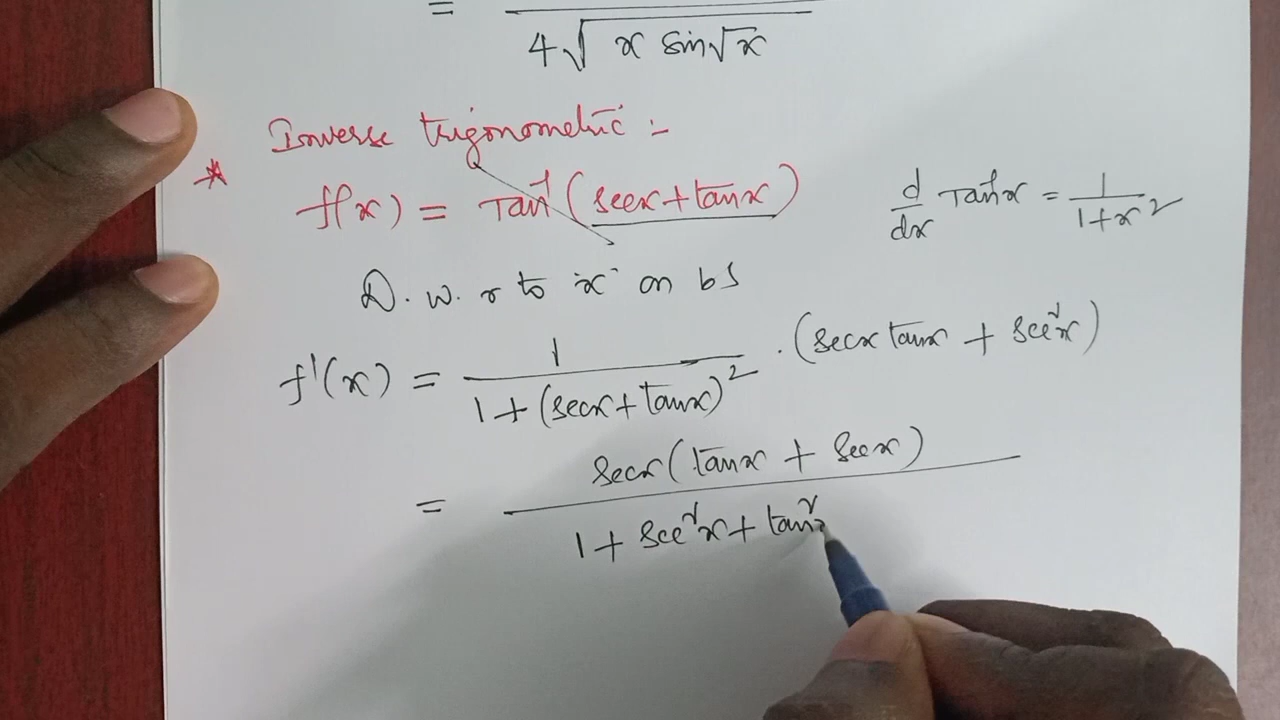 =
4√x sin√x
Inverse trigonometric :-
* f(x) = Tan⁻¹(secx+tanx)
d/dx Tan⁻¹x = 1/1+x²
D. w. r to 'x' on bs
f'(x) = 1/1+(secx+tanx)² . (secx tanx + sec²x)
= secx(tanx + secx)/1+sec²x+tan²x